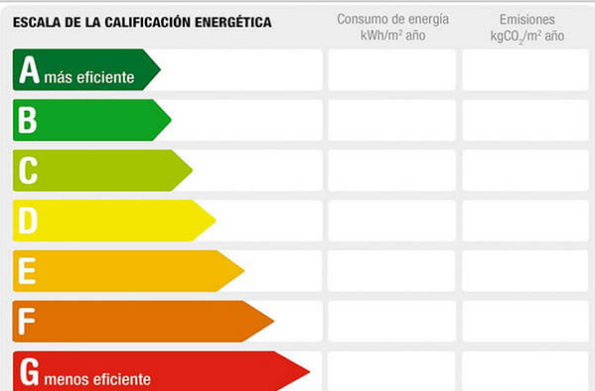 ESCALA DE LA CALIFICACIÓN ENERGÉTICA
Consumo de energía
kWh/m² año
Emisiones
kgCO₂/m² año
A más eficiente
B
C
D
E
F
G menos eficiente